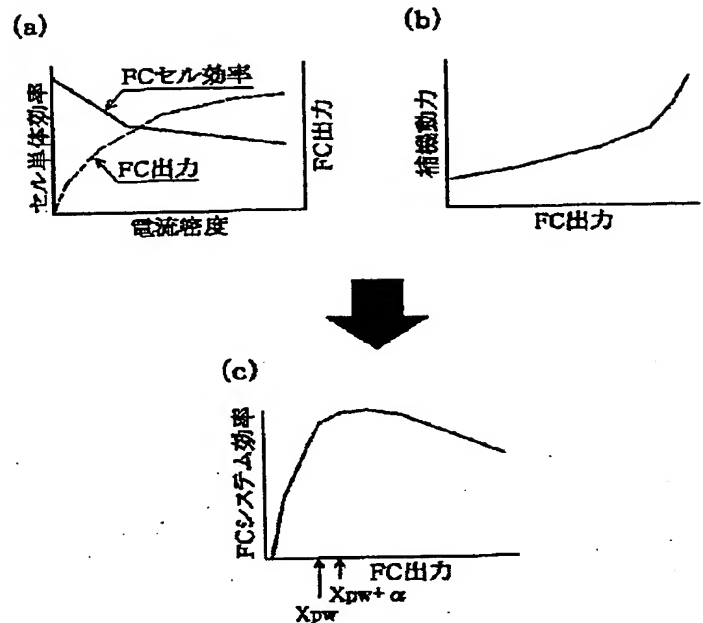 (a)
FCセル効率
セル単体効率
FC出力
FC出力
電流密度
(b)
補機動力
FC出力
(c)
FCシステム効率
FC出力
Xpw+α
Xpw